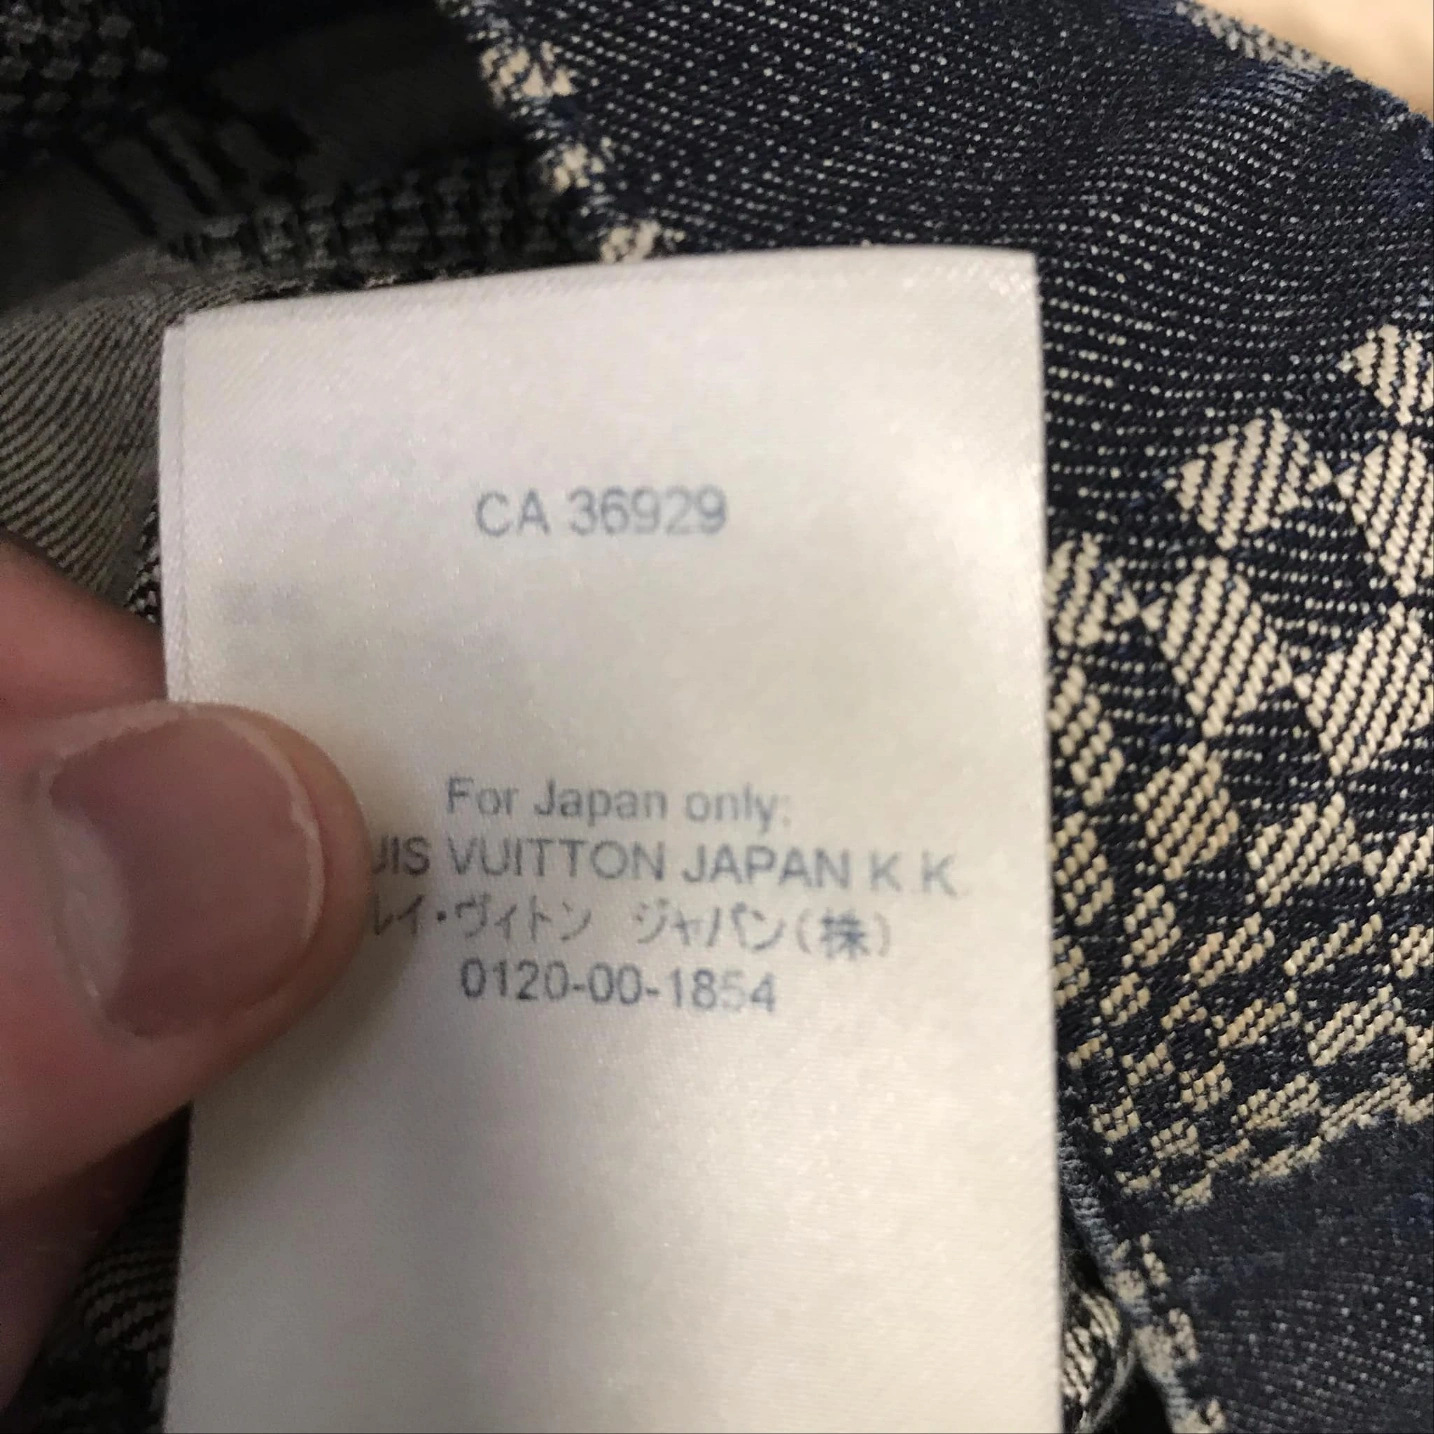 CA 36929
For Japan only:
UIS VUITTON JAPAN K.K.
レイ・ヴィトン ジャパン(株)
0120-00-1854